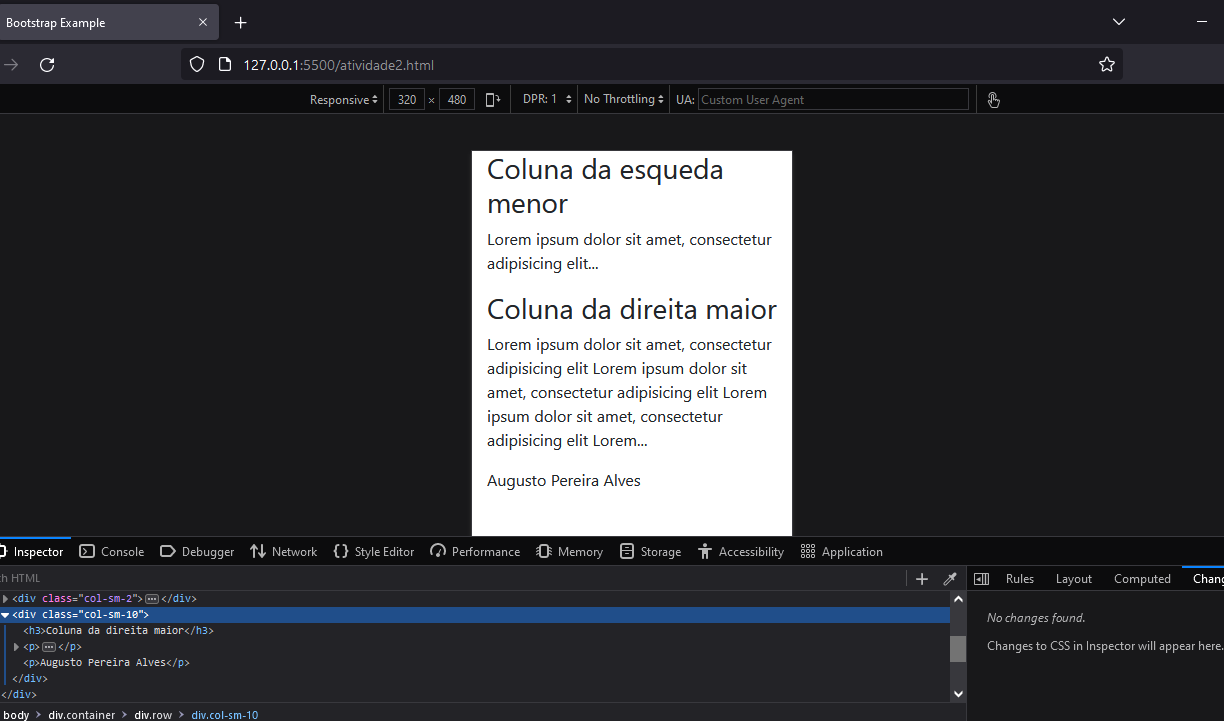 Bootstrap Example
127.0.0.1:5500/atividade2.html
Responsive 320 × 480 DPR: 1 No Throttling UA: Custom User Agent
Coluna da esqueda
menor
Lorem ipsum dolor sit amet, consectetur
adipisicing elit...
Coluna da direita maior
Lorem ipsum dolor sit amet, consectetur
adipisicing elit Lorem ipsum dolor sit
amet, consectetur adipisicing elit Lorem
ipsum dolor sit amet, consectetur
adipisicing elit Lorem...
Augusto Pereira Alves
Inspector Console Debugger Network Style Editor Performance Memory Storage Accessibility Application
ch HTML
Rules Layout Computed Chang
<div class="col-sm-2">...</div>
<div class="col-sm-10">
<h3>Coluna da direita maior</h3>
<p>...</p>
<p>Augusto Pereira Alves</p>
</div>
</div>
No changes found.
Changes to CSS in Inspector will appear here.
body > div.container > div.row > div.col-sm-10